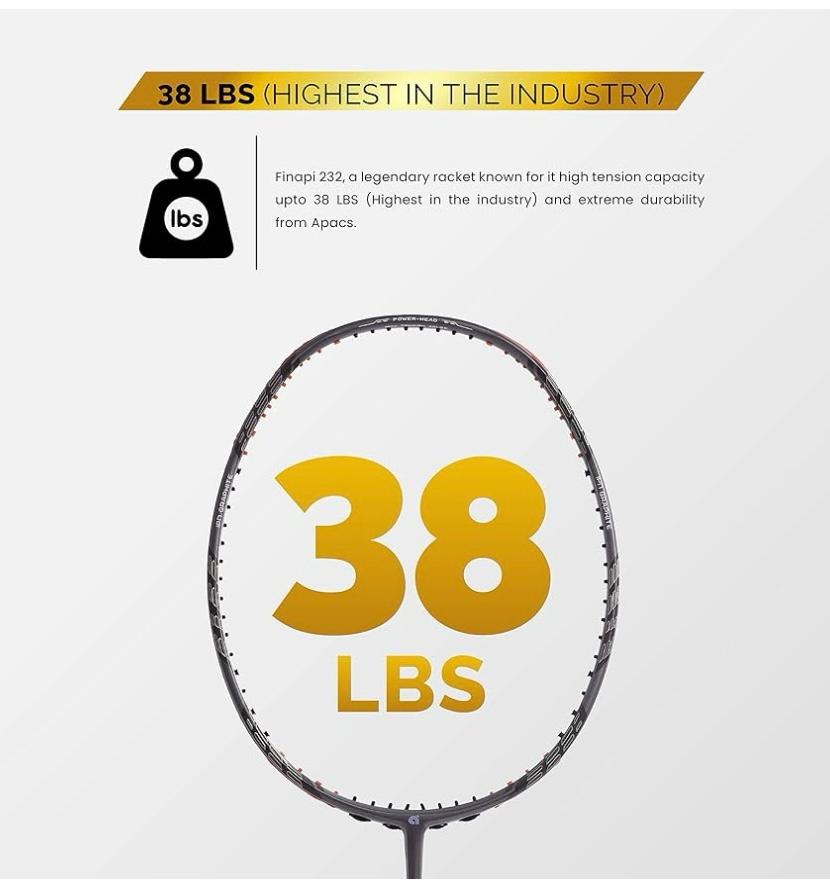 38 LBS (HIGHEST IN THE INDUSTRY)
lbs
Finapi 232, a legendary racket known for it high tension capacity
upto 38 LBS (Highest in the industry) and extreme durability
from Apacs.
POWER-HEAD
38
LBS